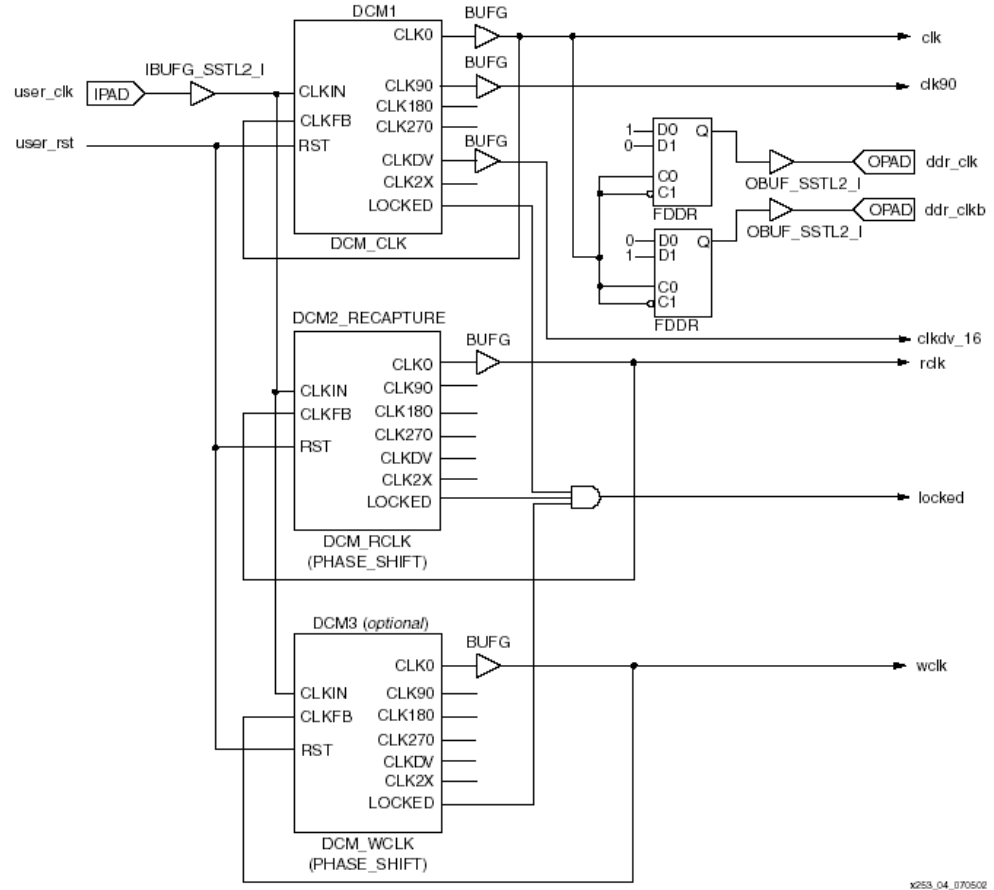 DCM1
BUFG
CLK0
clk
IBUFG_SSTL2_I
BUFG
user_clk
IPAD
CLKIN
CLK90
clk90
CLK180
CLKFB
CLK270
user_rst
RST
BUFG
CLKDV
CLK2X
LOCKED
DCM_CLK
1
D0
Q
0
D1
C0
C1
FDDR
OBUF_SSTL2_I
OPAD
ddr_clk
0
D0
Q
1
D1
C0
C1
FDDR
OBUF_SSTL2_I
OPAD
ddr_clkb
clkdv_16
DCM2_RECAPTURE
BUFG
CLK0
rclk
CLKIN
CLK90
CLKFB
CLK180
CLK270
RST
CLKDV
CLK2X
LOCKED
locked
DCM_RCLK
(PHASE_SHIFT)
DCM3 (optional)
BUFG
CLK0
wclk
CLKIN
CLK90
CLKFB
CLK180
CLK270
RST
CLKDV
CLK2X
LOCKED
DCM_WCLK
(PHASE_SHIFT)
x253_04_070502